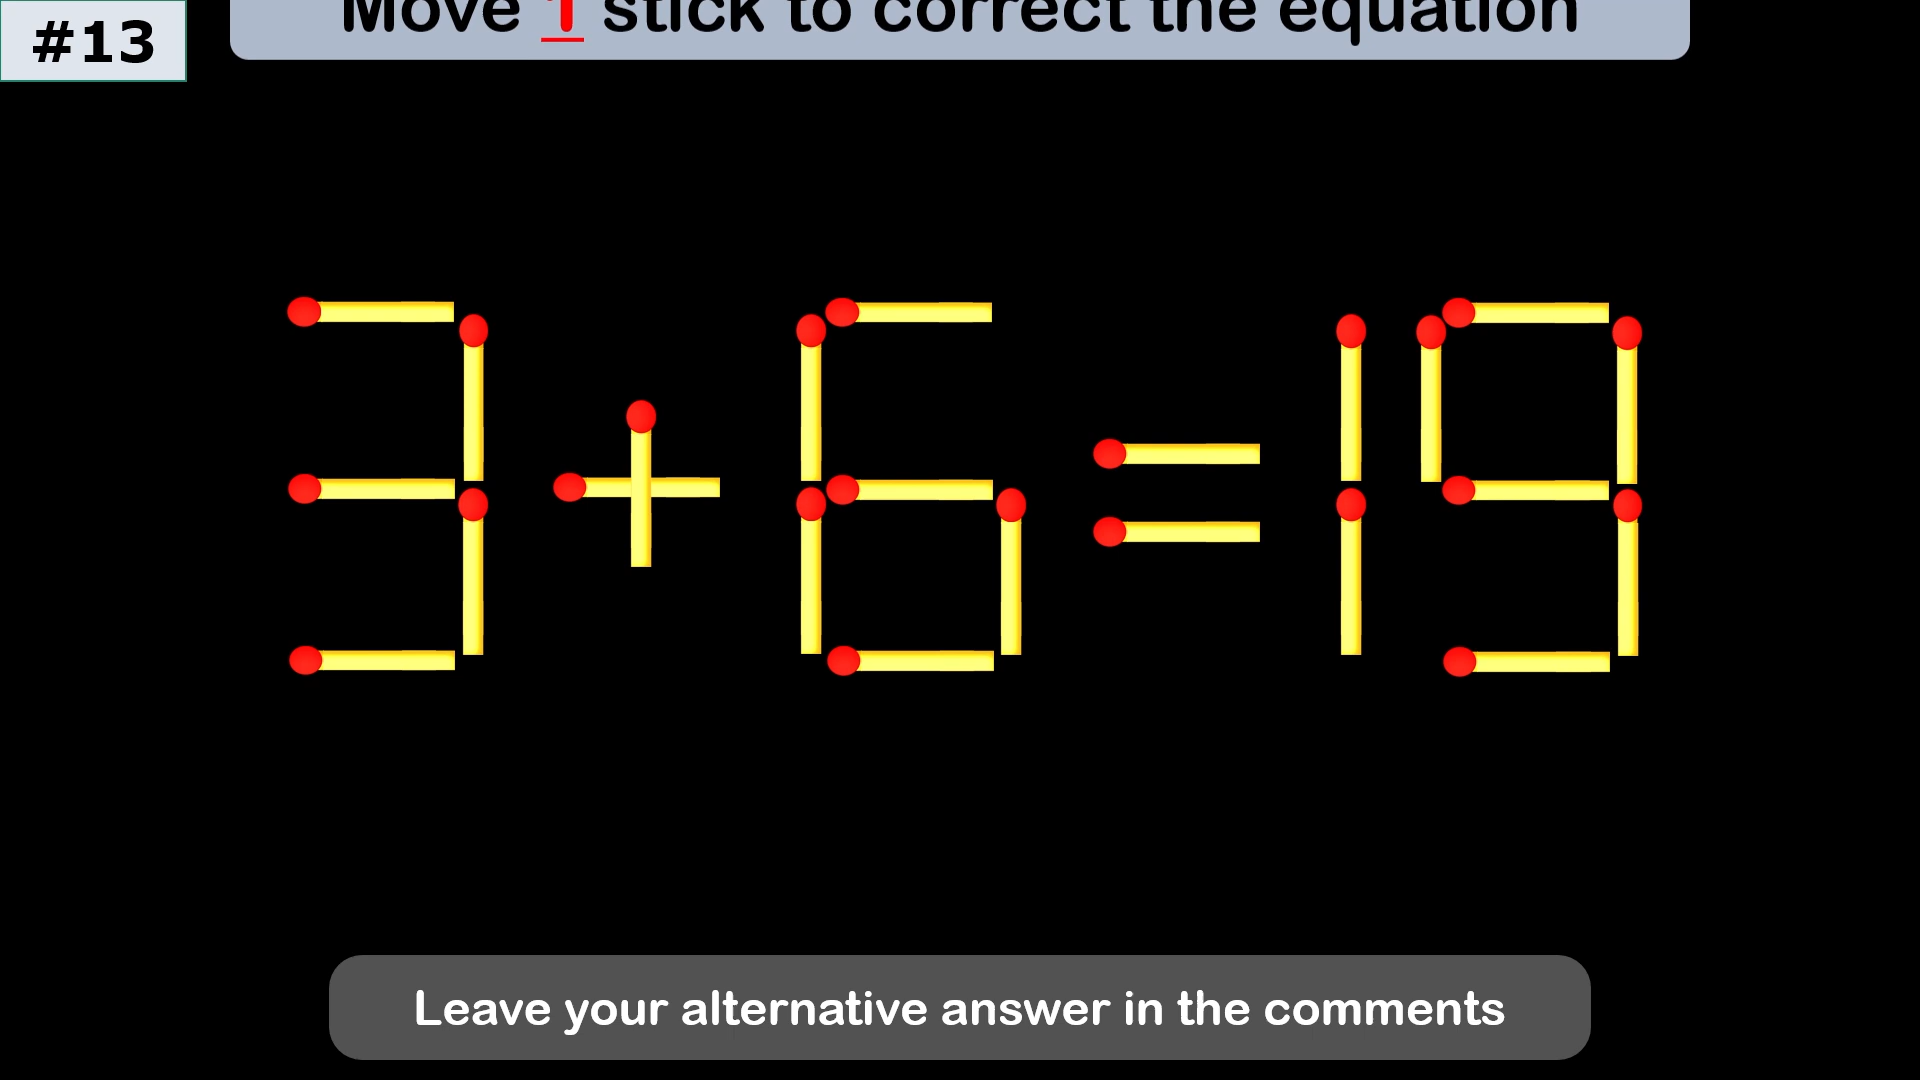 #13
Move 1 stick to correct the equation
3+6=19
Leave your alternative answer in the comments